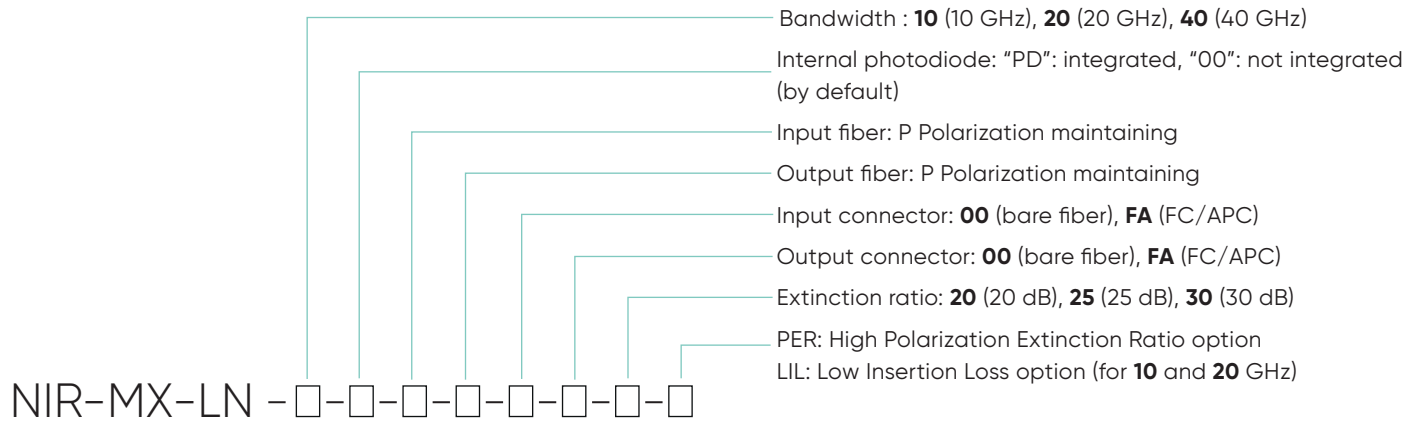 Bandwidth : 10 (10 GHz), 20 (20 GHz), 40 (40 GHz)
Internal photodiode: “PD”: integrated, “00”: not integrated
(by default)
Input fiber: P Polarization maintaining
Output fiber: P Polarization maintaining
Input connector: 00 (bare fiber), FA (FC/APC)
Output connector: 00 (bare fiber), FA (FC/APC)
Extinction ratio: 20 (20 dB), 25 (25 dB), 30 (30 dB)
PER: High Polarization Extinction Ratio option
LIL: Low Insertion Loss option (for 10 and 20 GHz)
NIR-MX-LN -□-□-□-□-□-□-□-□